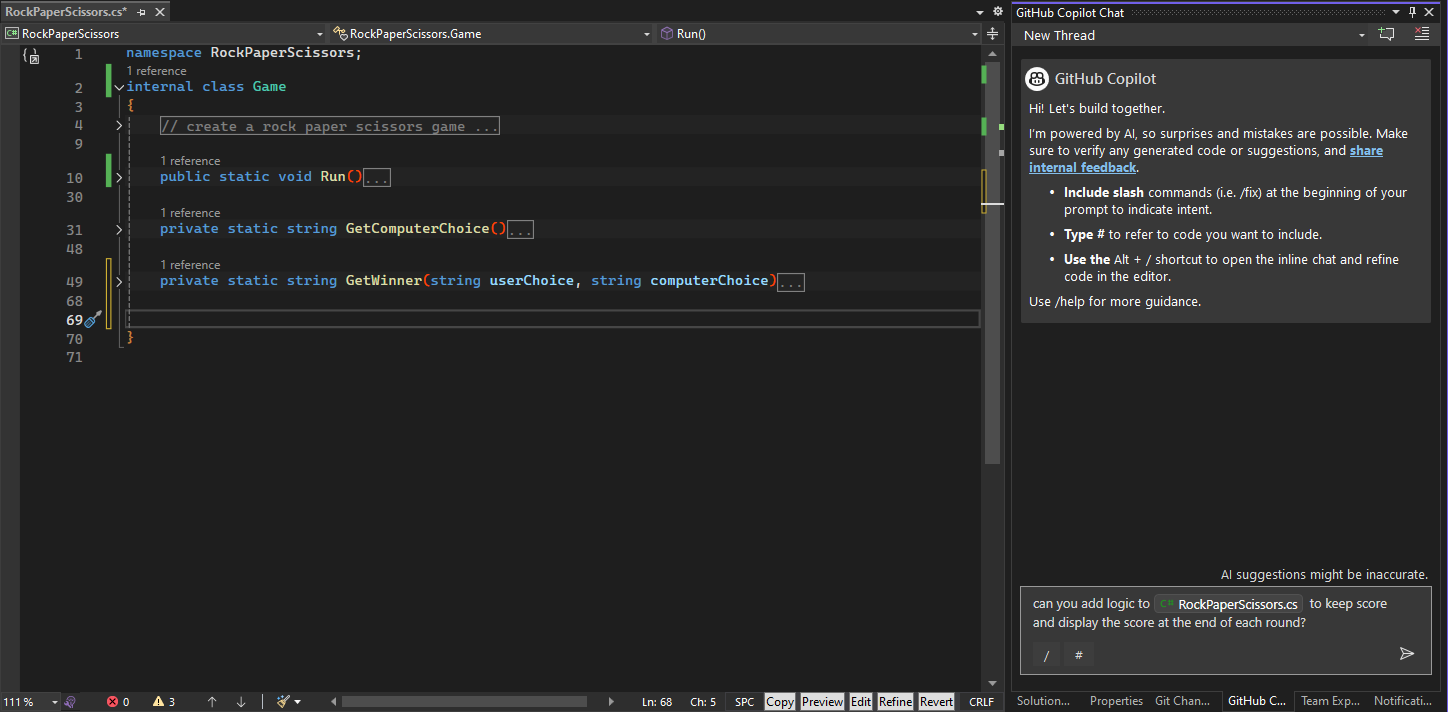 RockPaperScissors.cs*
RockPaperScissors
RockPaperScissors.Game
Run()
1 namespace RockPaperScissors;
1 reference
2 internal class Game
3 {
4 // create a rock paper scissors game ...
9
1 reference
10 public static void Run()...
30
1 reference
31 private static string GetComputerChoice()...
48
1 reference
49 private static string GetWinner(string userChoice, string computerChoice)...
68
69
70 }
71
111 %
0
3
Ln: 68
Ch: 5
SPC
Copy
Preview
Edit
Refine
Revert
CRLF
GitHub Copilot Chat
New Thread
GitHub Copilot
Hi! Let's build together.
I'm powered by AI, so surprises and mistakes are possible. Make
sure to verify any generated code or suggestions, and share
internal feedback.
• Include slash commands (i.e. /fix) at the beginning of your
prompt to indicate intent.
• Type # to refer to code you want to include.
• Use the Alt + / shortcut to open the inline chat and refine
code in the editor.
Use /help for more guidance.
AI suggestions might be inaccurate.
can you add logic to C# RockPaperScissors.cs to keep score
and display the score at the end of each round?
/ #
Solution...
Properties
Git Chan...
GitHub C...
Team Exp...
Notificati...